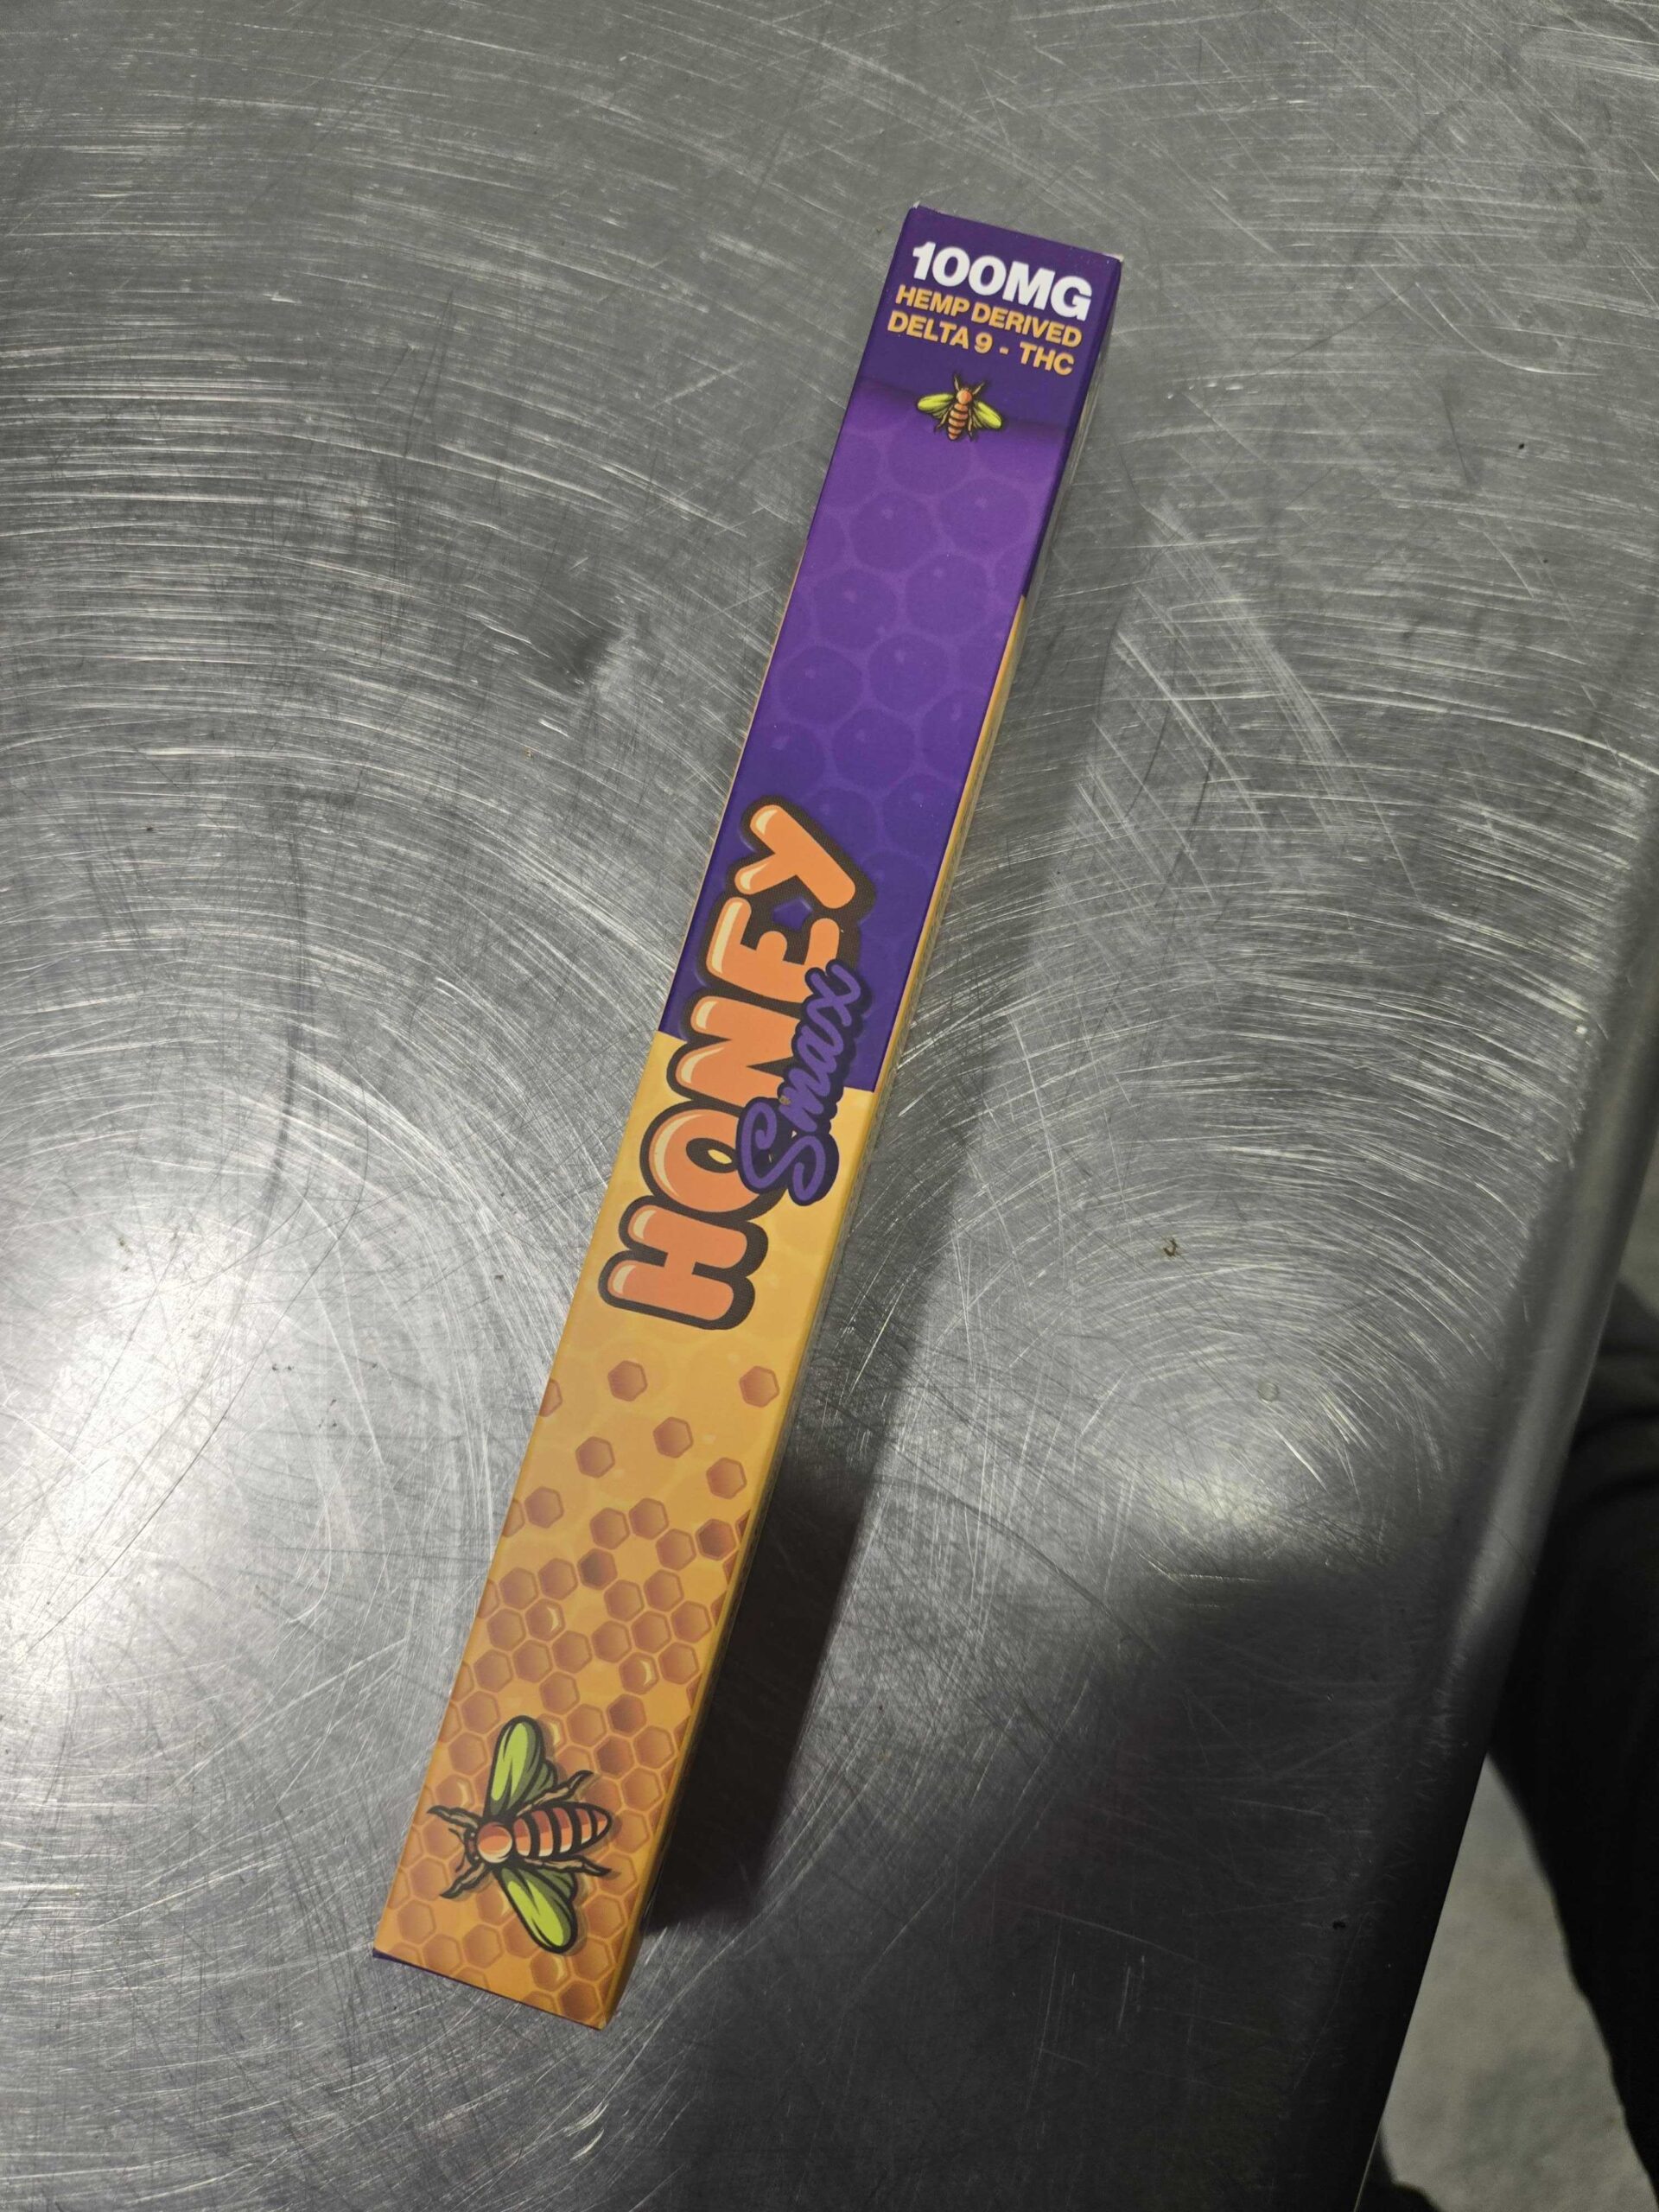 100MG
HEMP DERIVED
DELTA 9 - THC
HONEY
Smax